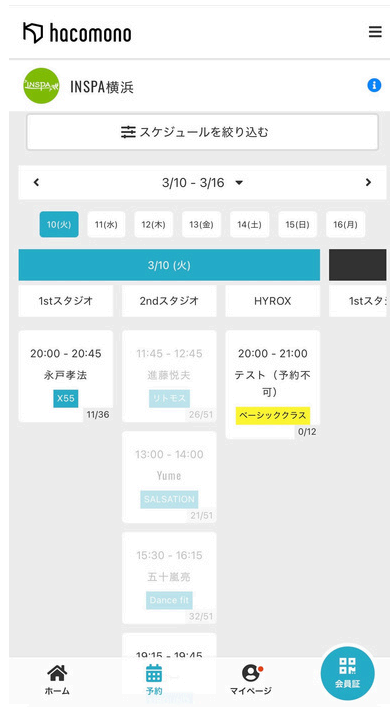 hacomono
INSPA
INSPA横浜
スケジュールを絞り込む
3/10 - 3/16
10(火) 11(水) 12(木) 13(金) 14(土) 15(日) 16(月)
3/10 (火)
1stスタジオ 2ndスタジオ HYROX 1stスタ
20:00 - 20:45
永戸孝法
X55
11/36
11:45 - 12:45
進藤悦夫
リトモス
26/51
13:00 - 14:00
Yume
SALSATION
21/51
15:30 - 16:15
五十嵐亮
Dance fit
32/51
19:15 - 19:45
20:00 - 21:00
テスト（予約不
可）
ベーシッククラス
0/12
ホーム 予約 マイページ 会員証